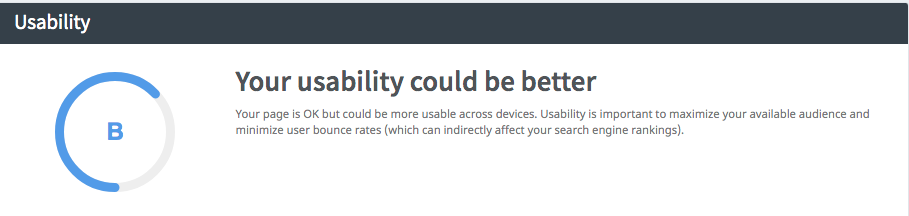 Usability
B
Your usability could be better
Your page is OK but could be more usable across devices. Usability is important to maximize your available audience and
minimize user bounce rates (which can indirectly affect your search engine rankings).